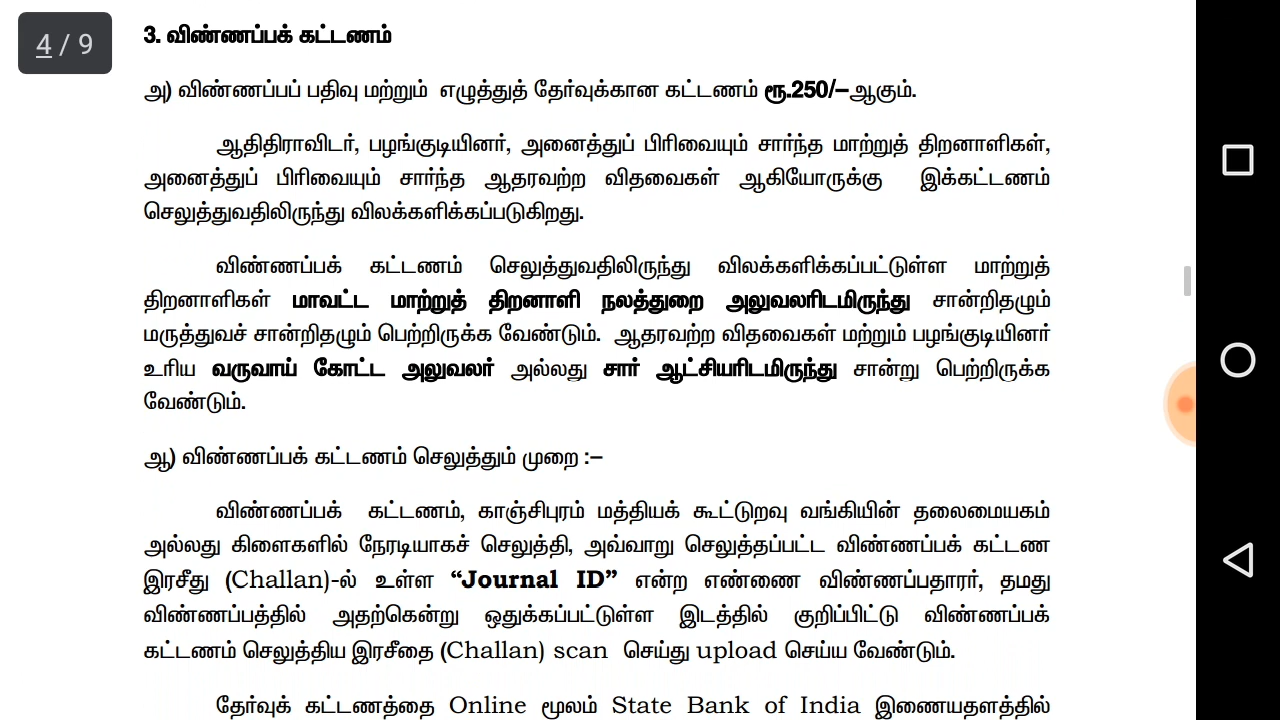 4 / 9
3. விண்ணப்பக் கட்டணம்
அ) விண்ணப்பப் பதிவு மற்றும் எழுத்துத் தேர்வுக்கான கட்டணம் ரூ.250/–ஆகும்.
ஆதிதிராவிடர், பழங்குடியினர், அனைத்துப் பிரிவையும் சார்ந்த மாற்றுத் திறனாளிகள்,
அனைத்துப் பிரிவையும் சார்ந்த ஆதரவற்ற விதவைகள் ஆகியோருக்கு இக்கட்டணம்
செலுத்துவதிலிருந்து விலக்களிக்கப்படுகிறது.
விண்ணப்பக் கட்டணம் செலுத்துவதிலிருந்து விலக்களிக்கப்பட்டுள்ள மாற்றுத்
திறனாளிகள் மாவட்ட மாற்றுத் திறனாளி நலத்துறை அலுவலரிடமிருந்து சான்றிதழும்
மருத்துவச் சான்றிதழும் பெற்றிருக்க வேண்டும். ஆதரவற்ற விதவைகள் மற்றும் பழங்குடியினர்
உரிய வருவாய் கோட்ட அலுவலர் அல்லது சார் ஆட்சியரிடமிருந்து சான்று பெற்றிருக்க
வேண்டும்.
ஆ) விண்ணப்பக் கட்டணம் செலுத்தும் முறை :–
விண்ணப்பக் கட்டணம், காஞ்சிபுரம் மத்தியக் கூட்டுறவு வங்கியின் தலைமையகம்
அல்லது கிளைகளில் நேரடியாகச் செலுத்தி, அவ்வாறு செலுத்தப்பட்ட விண்ணப்பக் கட்டண
இரசீது (Challan)-ல் உள்ள “Journal ID” என்ற எண்ணை விண்ணப்பதாரர், தமது
விண்ணப்பத்தில் அதற்கென்று ஒதுக்கப்பட்டுள்ள இடத்தில் குறிப்பிட்டு விண்ணப்பக்
கட்டணம் செலுத்திய இரசீதை (Challan) scan செய்து upload செய்ய வேண்டும்.
தேர்வுக் கட்டணத்தை Online மூலம் State Bank of India இணையதளத்தில்